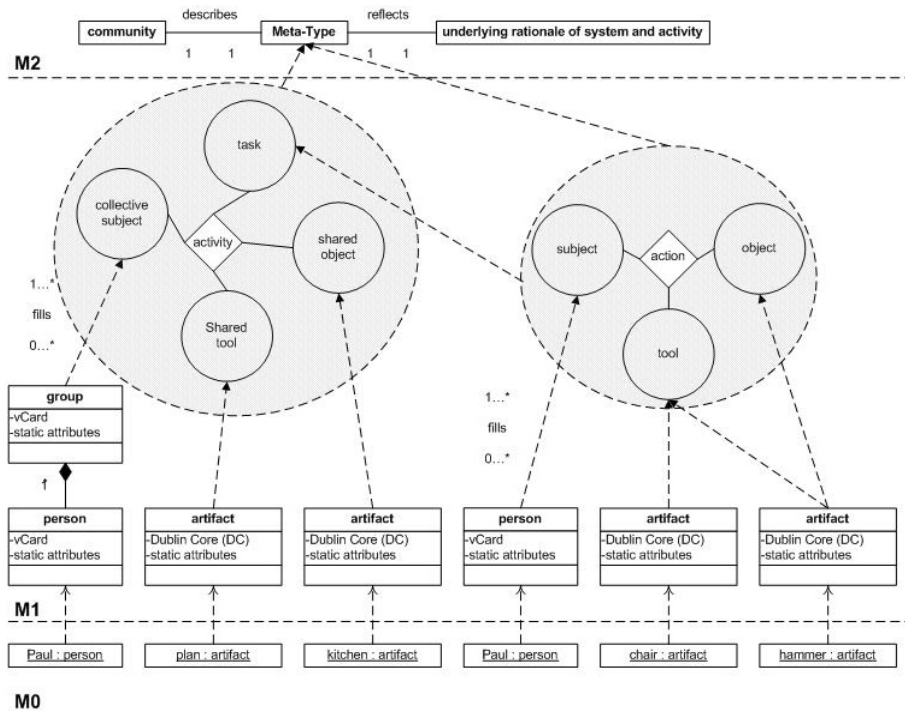 describes
reflects
community
Meta-Type
underlying rationale of system and activity
1 1
1 1
M2
task
collective
subject
activity
shared
object
Shared
tool
subject
action
object
tool
1...*
fills
0...*
1...*
fills
0...*
group
-vCard
-static attributes
*
1
person
-vCard
-static attributes
artifact
-Dublin Core (DC)
-static attributes
artifact
-Dublin Core (DC)
-static attributes
person
-vCard
-static attributes
artifact
-Dublin Core (DC)
-static attributes
artifact
-Dublin Core (DC)
-static attributes
M1
Paul : person
plan : artifact
kitchen : artifact
Paul : person
chair : artifact
hammer : artifact
M0